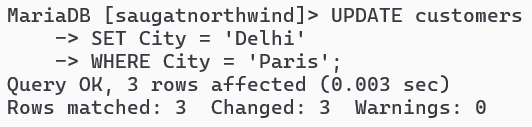 MariaDB [saugatnorthwind]> UPDATE customers
    -> SET City = 'Delhi'
    -> WHERE City = 'Paris';
Query OK, 3 rows affected (0.003 sec)
Rows matched: 3  Changed: 3  Warnings: 0